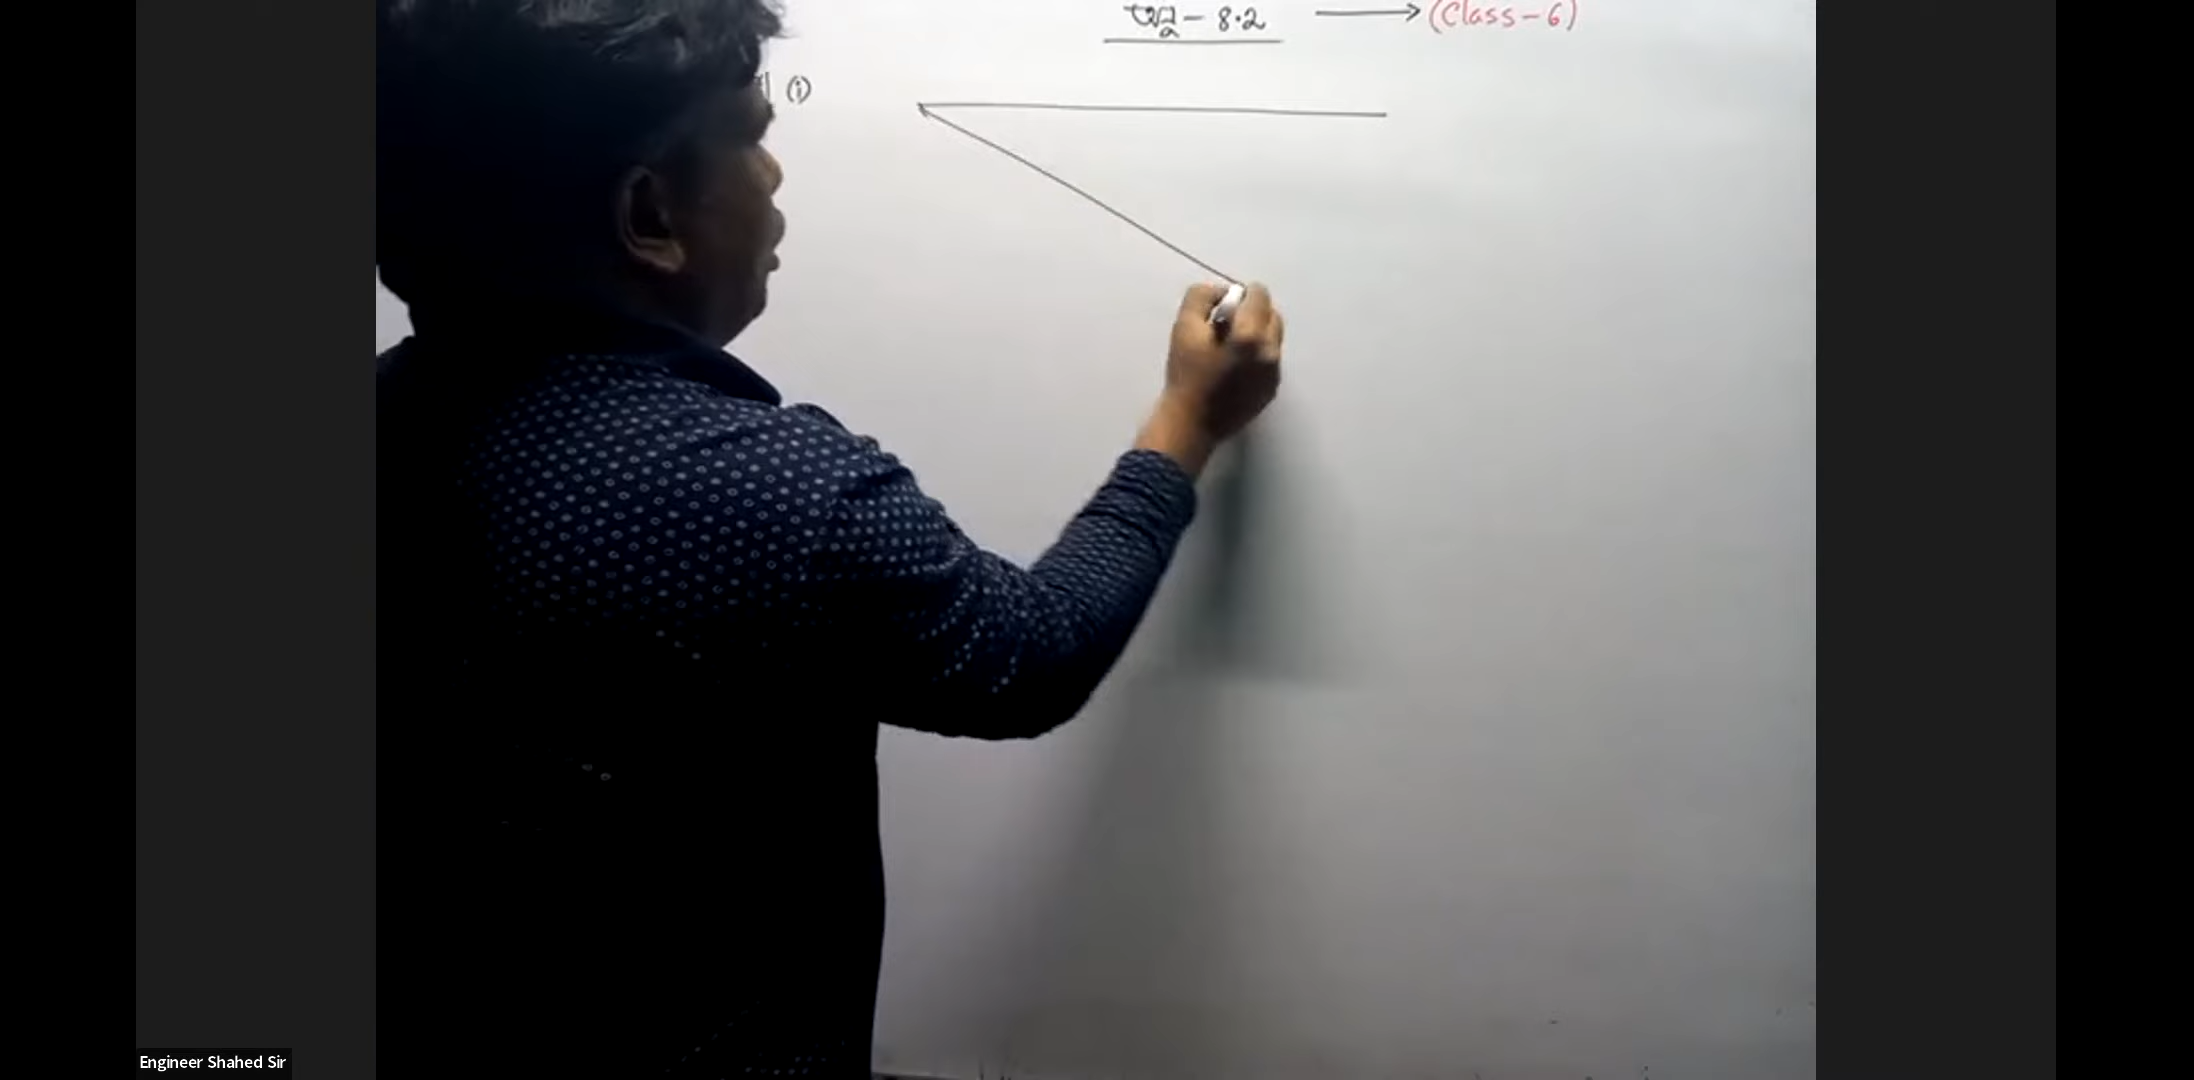 অনু - 8.2 → (Class-6)
(i)
Engineer Shahed Sir